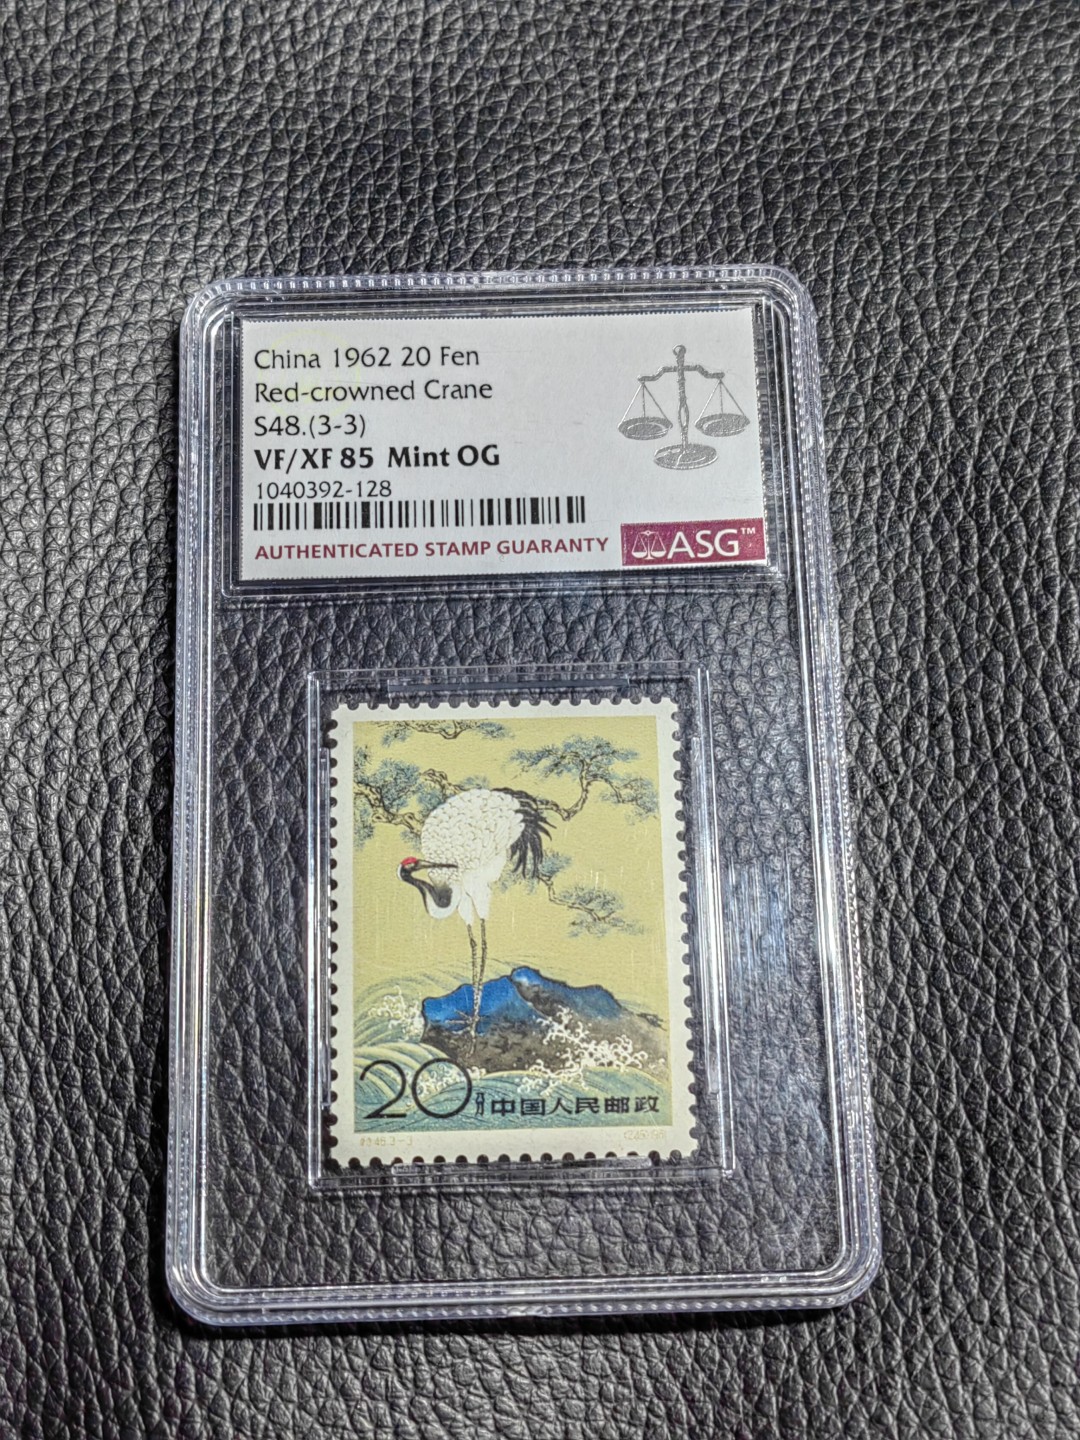 China 1962 20 Fen
Red-crowned Crane
S48.(3-3)
VF/XF 85 Mint OG
1040392-128
AUTHENTICATED STAMP GUARANTY
ASG™
20分中国人民邮政